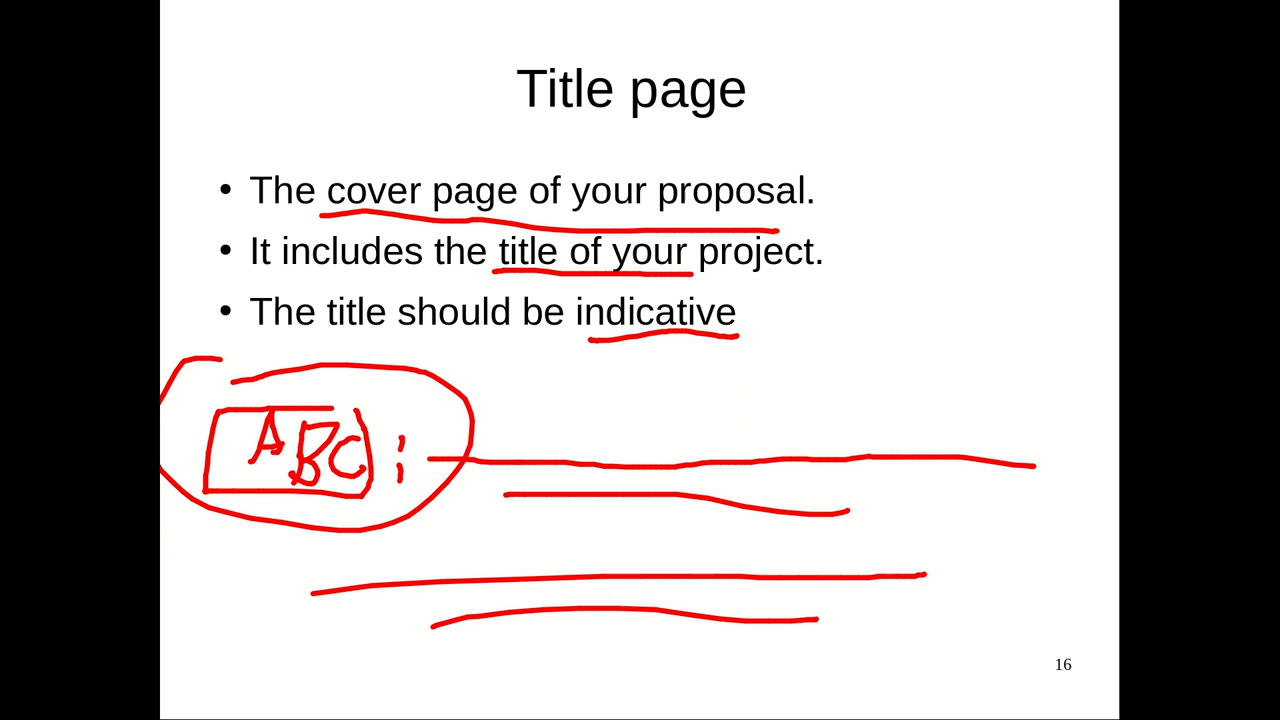 Title page
• The cover page of your proposal.
• It includes the title of your project.
• The title should be indicative
ABC :
16